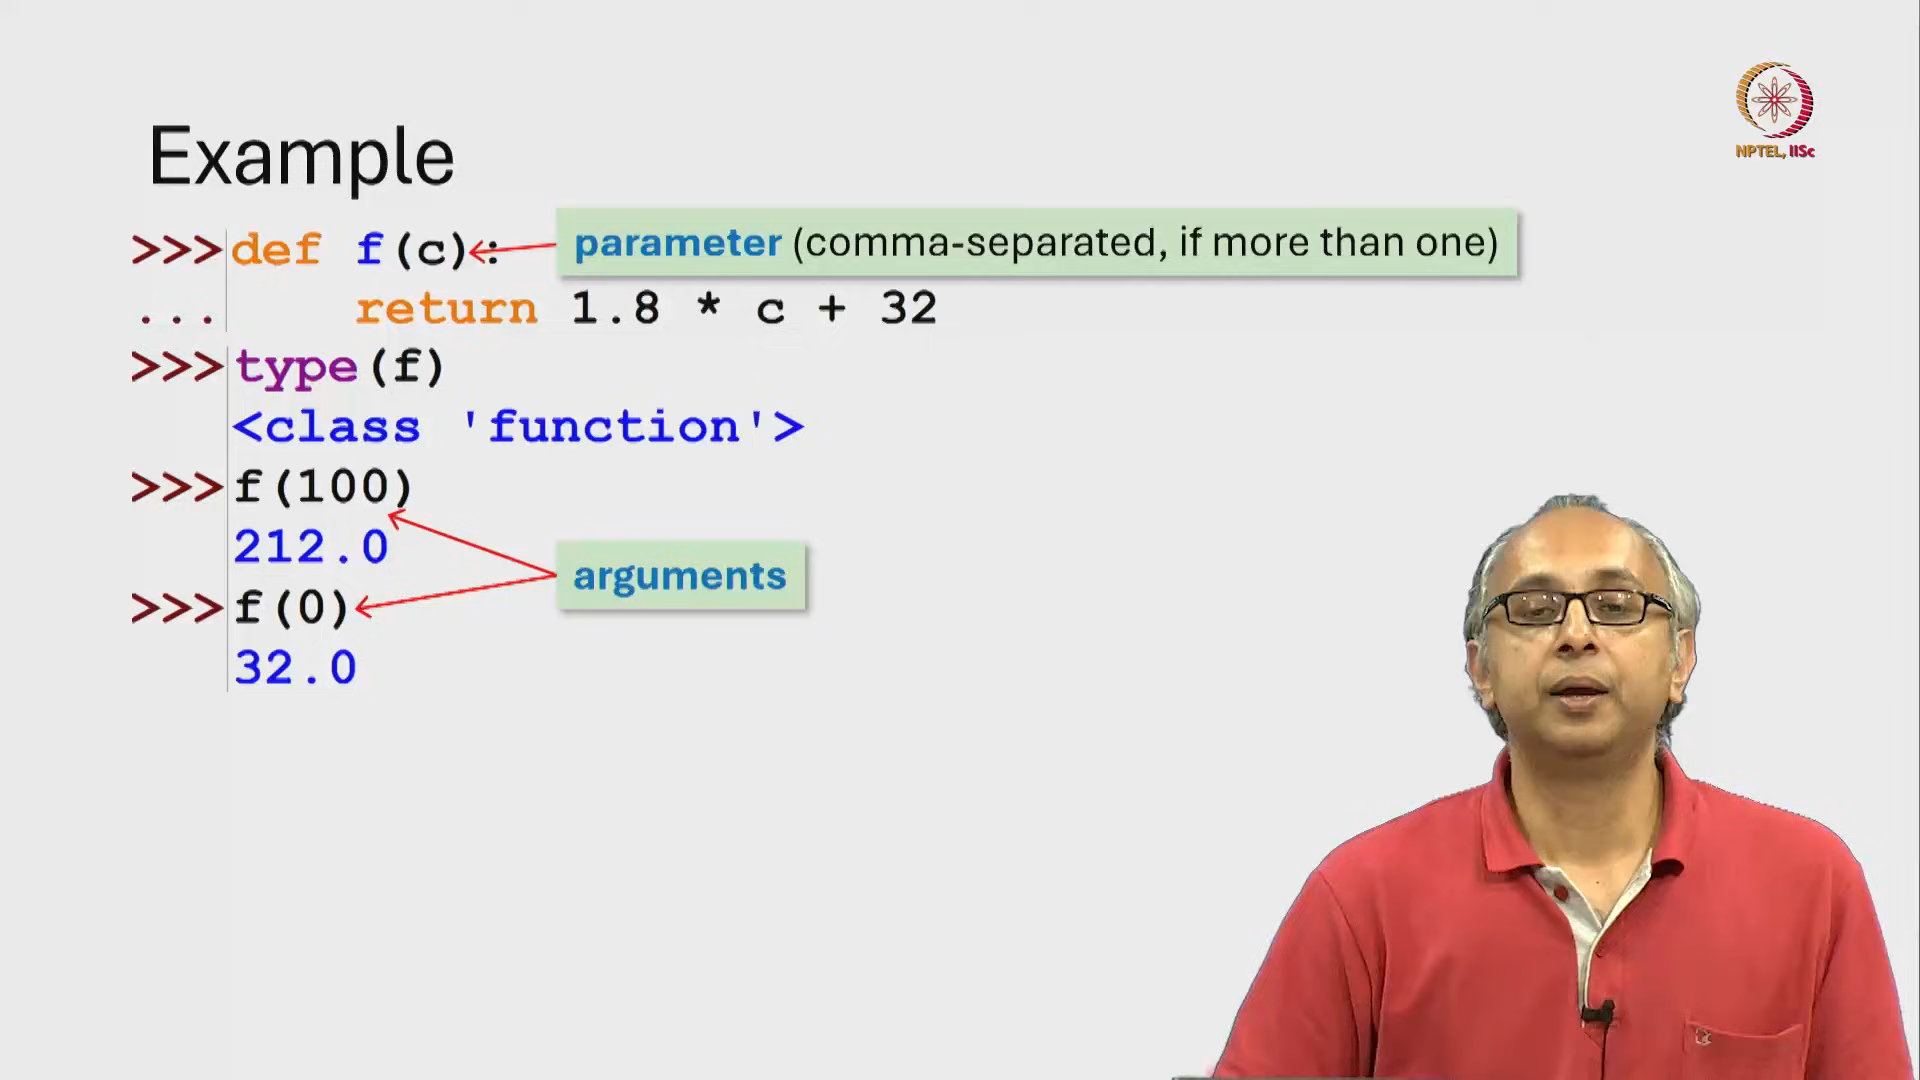 NPTEL, IISc
Example
>>> def f(c):
parameter (comma-separated, if more than one)
... return 1.8 * c + 32
>>> type(f)
<class 'function'>
>>> f(100)
212.0
arguments
>>> f(0)
32.0